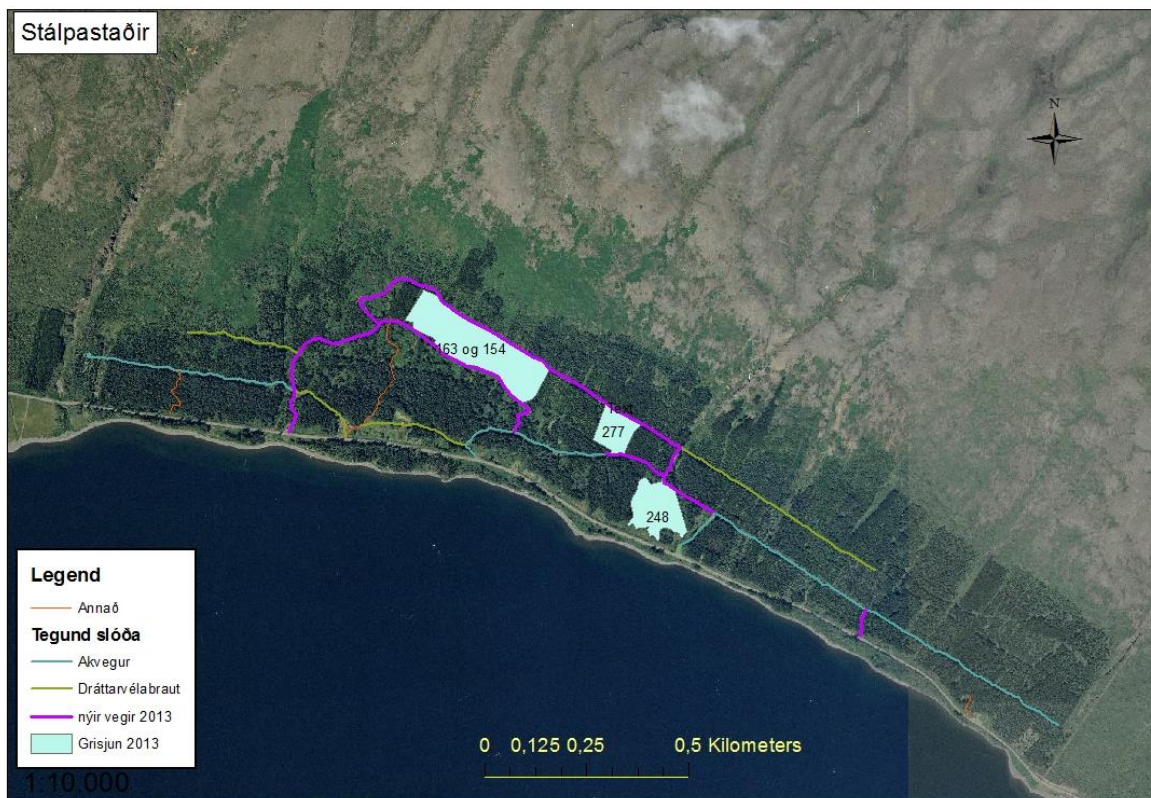 Stálpastaðir
N
163 og 154
277
248
Legend
Annað
Tegund slóða
Akvegur
Dráttarvélabraut
nýir vegir 2013
Grisjun 2013
0 0,125 0,25 0,5 Kilometers
1:10.000